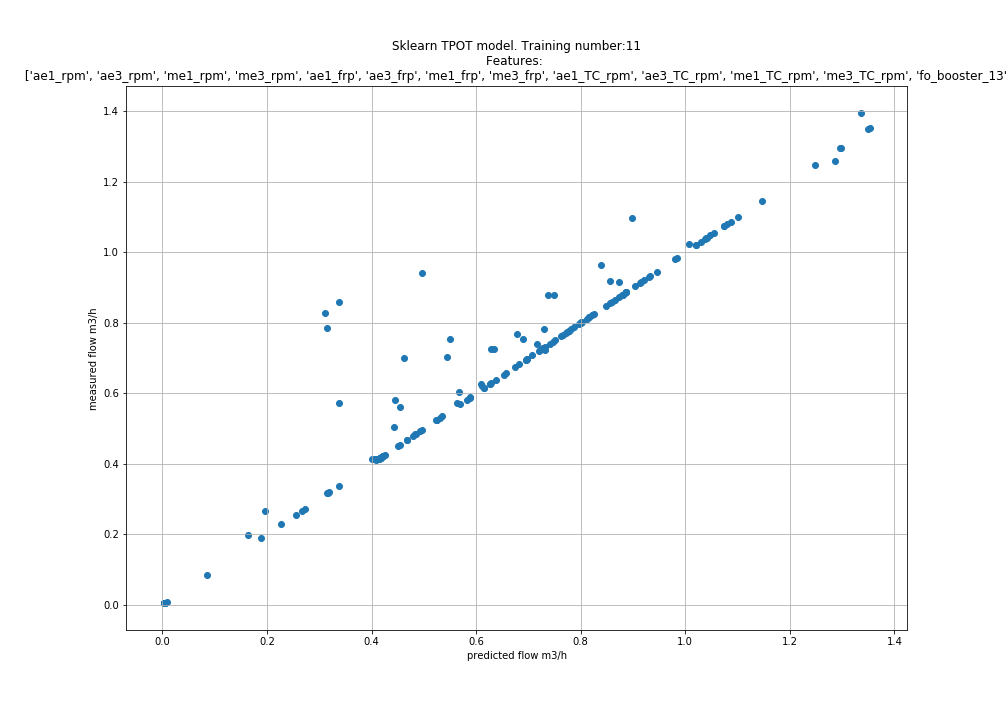 Sklearn TPOT model. Training number:11
Features:
['ae1_rpm', 'ae3_rpm', 'me1_rpm', 'me3_rpm', 'ae1_frp', 'ae3_frp', 'me1_frp', 'me3_frp', 'ae1_TC_rpm', 'ae3_TC_rpm', 'me1_TC_rpm', 'me3_TC_rpm', 'fo_booster_13'
1.4
1.2
1.0
0.8
0.6
0.4
0.2
0.0
measured flow m3/h
0.0 0.2 0.4 0.6 0.8 1.0 1.2 1.4
predicted flow m3/h